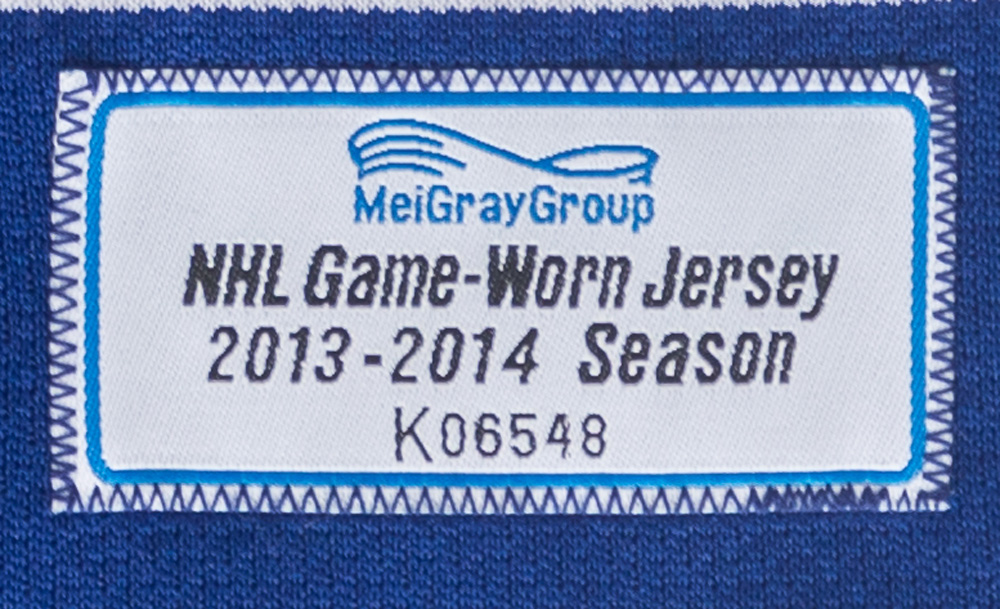 MeiGrayGroup
NHL Game-Worn Jersey
2013-2014 Season
K06548